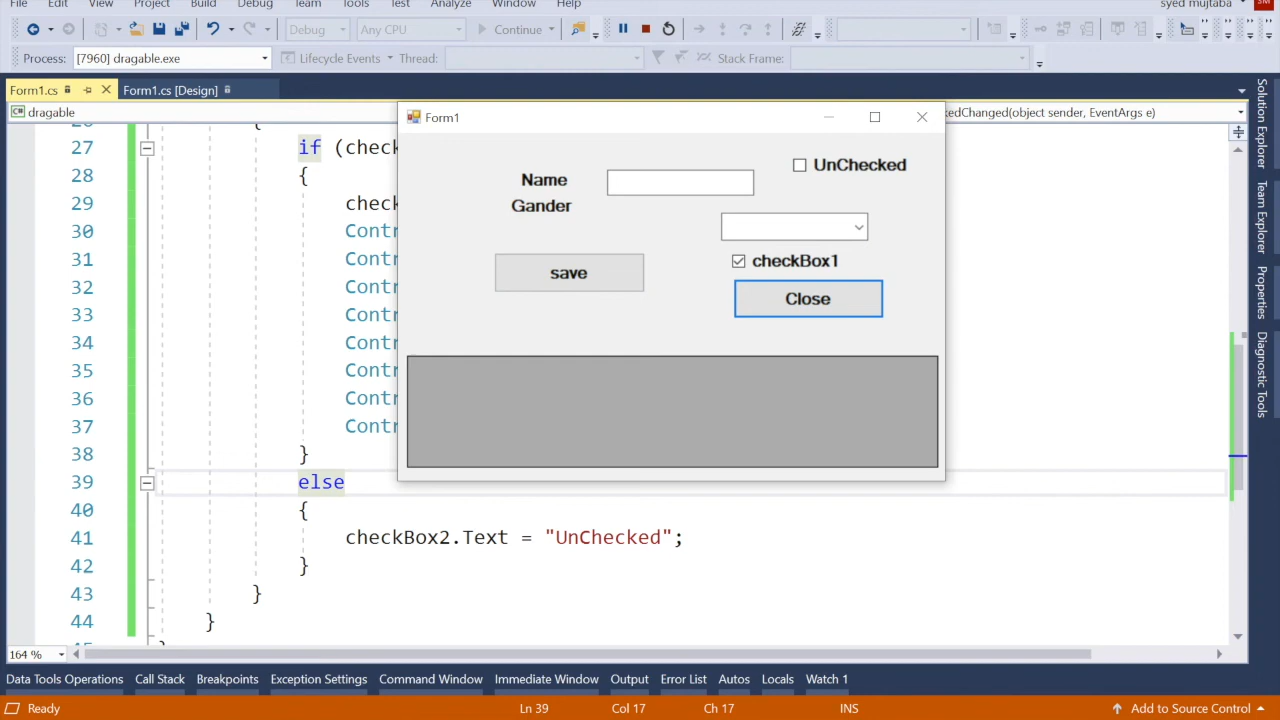 File Edit View Project Build Debug Team Tools Test Analyze Window Help syed mujtaba SM
Debug Any CPU Continue
Process: [7960] dragable.exe Lifecycle Events Thread: Stack Frame:
Form1.cs Form1.cs [Design]
dragable kedChanged(object sender, EventArgs e)
Form1
UnChecked
Name
Gander
checkBox1
save
Close
27 if (check
28 {
29 chec
30 Contr
31 Contr
32 Contr
33 Contr
34 Contr
35 Contr
36 Contr
37 Contr
38 }
39 else
40 {
41 checkBox2.Text = "UnChecked";
42 }
43 }
44 }
Solution Explorer
Team Explorer
Properties
Diagnostic Tools
164 %
Data Tools Operations Call Stack Breakpoints Exception Settings Command Window Immediate Window Output Error List Autos Locals Watch 1
Ready Ln 39 Col 17 Ch 17 INS Add to Source Control